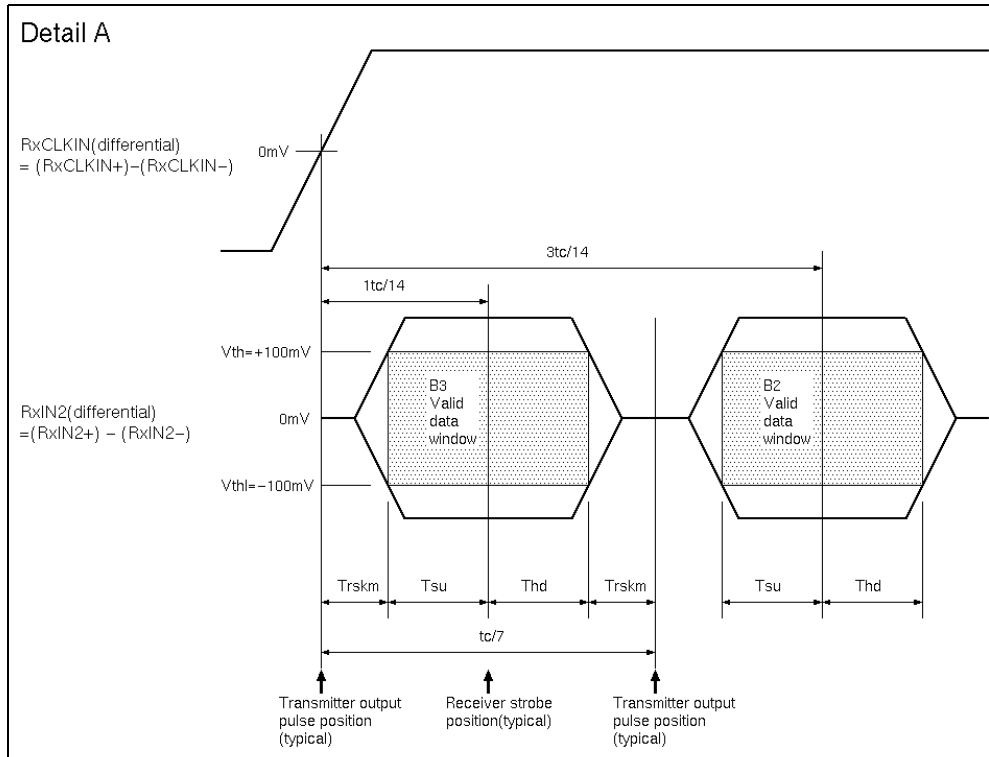 Detail A
RxCLKIN(differential)
= (RxCLKIN+)−(RxCLKIN−)
0mV
3tc/14
1tc/14
Vth=+100mV
B3
Valid
data
window
B2
Valid
data
window
RxIN2(differential)
=(RxIN2+) − (RxIN2−)
0mV
Vthl=−100mV
Trskm
Tsu
Thd
Trskm
Tsu
Thd
tc/7
Transmitter output
pulse position
(typical)
Receiver strobe
position(typical)
Transmitter output
pulse position
(typical)